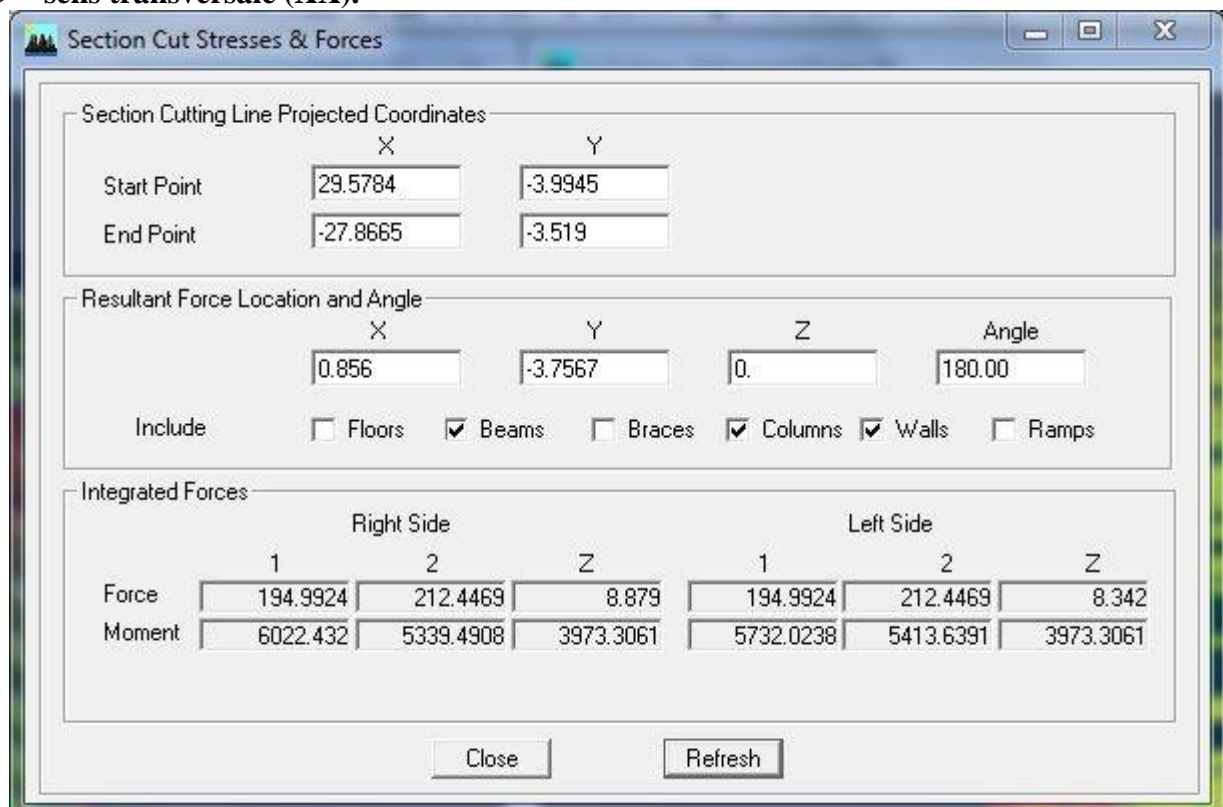 sens transversale (XX).
Section Cut Stresses & Forces
Section Cutting Line Projected Coordinates
X Y
Start Point 29.5784 -3.9945
End Point -27.8665 -3.519
Resultant Force Location and Angle
X Y Z Angle
0.856 -3.7567 0. 180.00
Include Floors Beams Braces Columns Walls Ramps
Integrated Forces
Right Side Left Side
1 2 Z 1 2 Z
Force 194.9924 212.4469 8.879 194.9924 212.4469 8.342
Moment 6022.432 5339.4908 3973.3061 5732.0238 5413.6391 3973.3061
Close Refresh